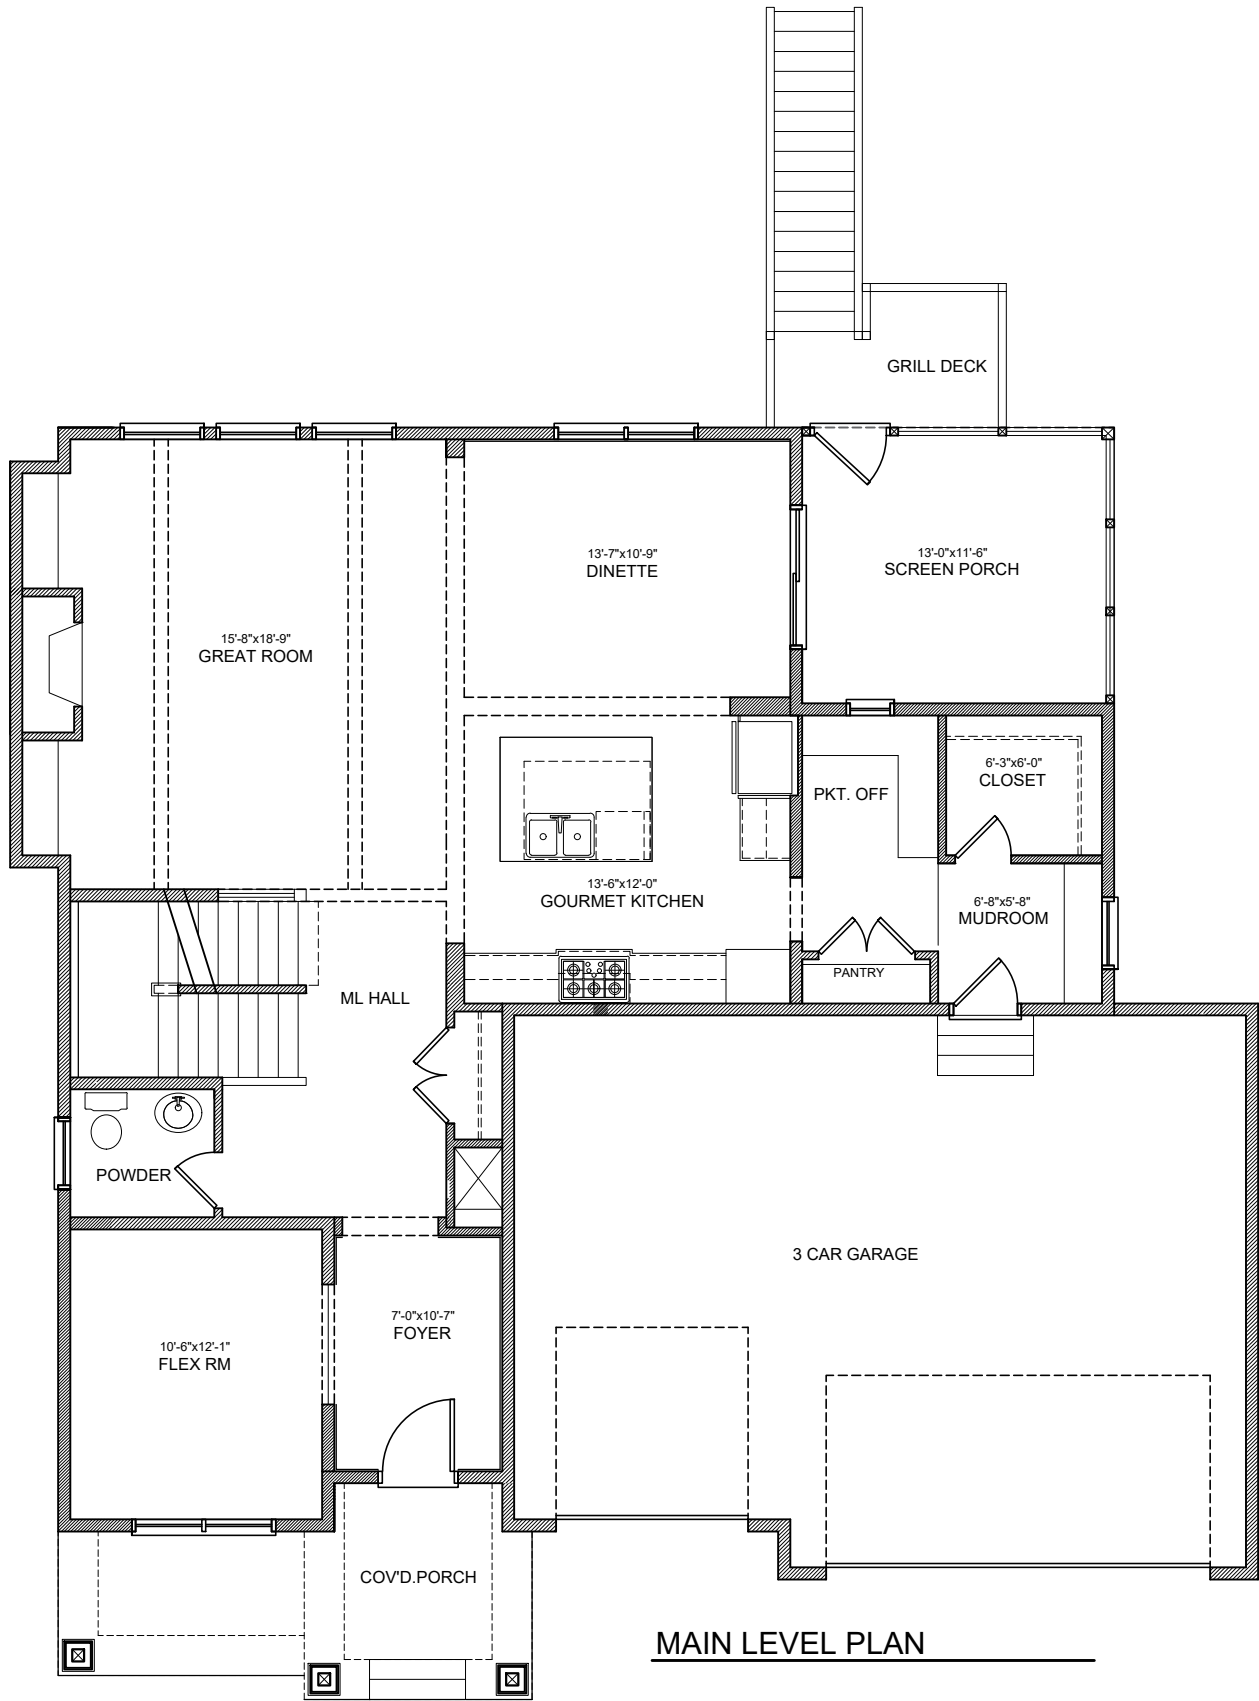 GRILL DECK
13'-7"x10'-9"
DINETTE
13'-0"x11'-6"
SCREEN PORCH
15'-8"x18'-9"
GREAT ROOM
6'-3"x6'-0"
CLOSET
PKT. OFF
13'-6"x12'-0"
GOURMET KITCHEN
6'-8"x5'-8"
MUDROOM
PANTRY
ML HALL
POWDER
3 CAR GARAGE
7'-0"x10'-7"
FOYER
10'-6"x12'-1"
FLEX RM
COV'D.PORCH
MAIN LEVEL PLAN